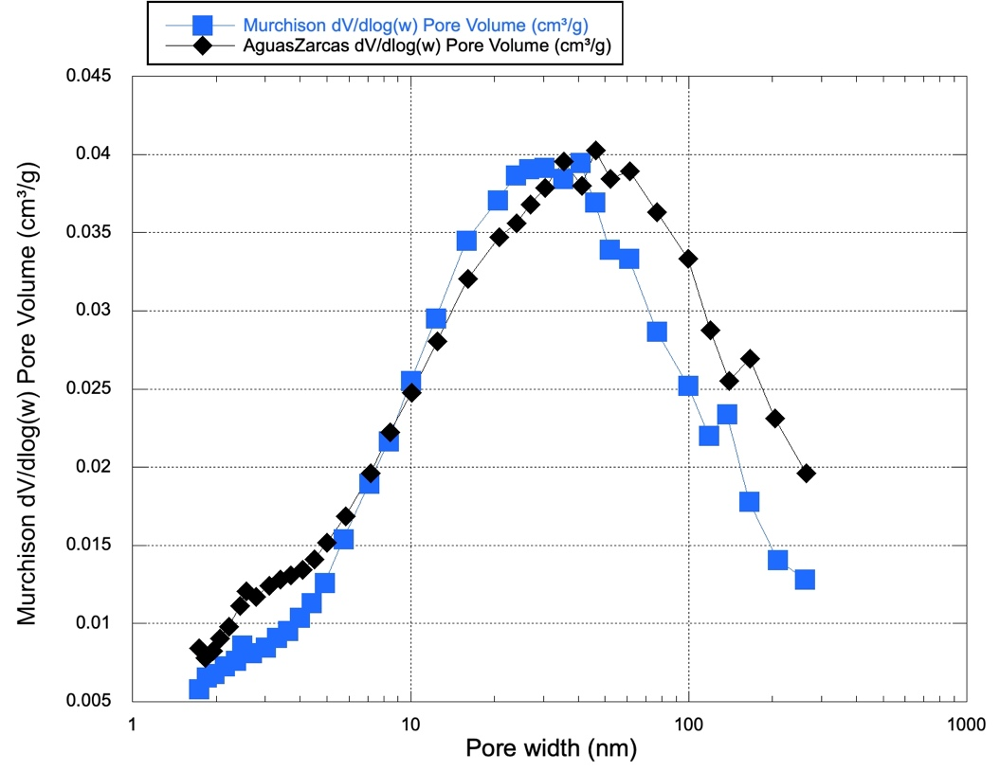 Murchison dV/dlog(w) Pore Volume (cm³/g)
AguasZarcas dV/dlog(w) Pore Volume (cm³/g)
0.045
0.04
0.035
0.03
0.025
0.02
0.015
0.01
0.005
Murchison dV/dlog(w) Pore Volume (cm³/g)
1 10 100 1000
Pore width (nm)